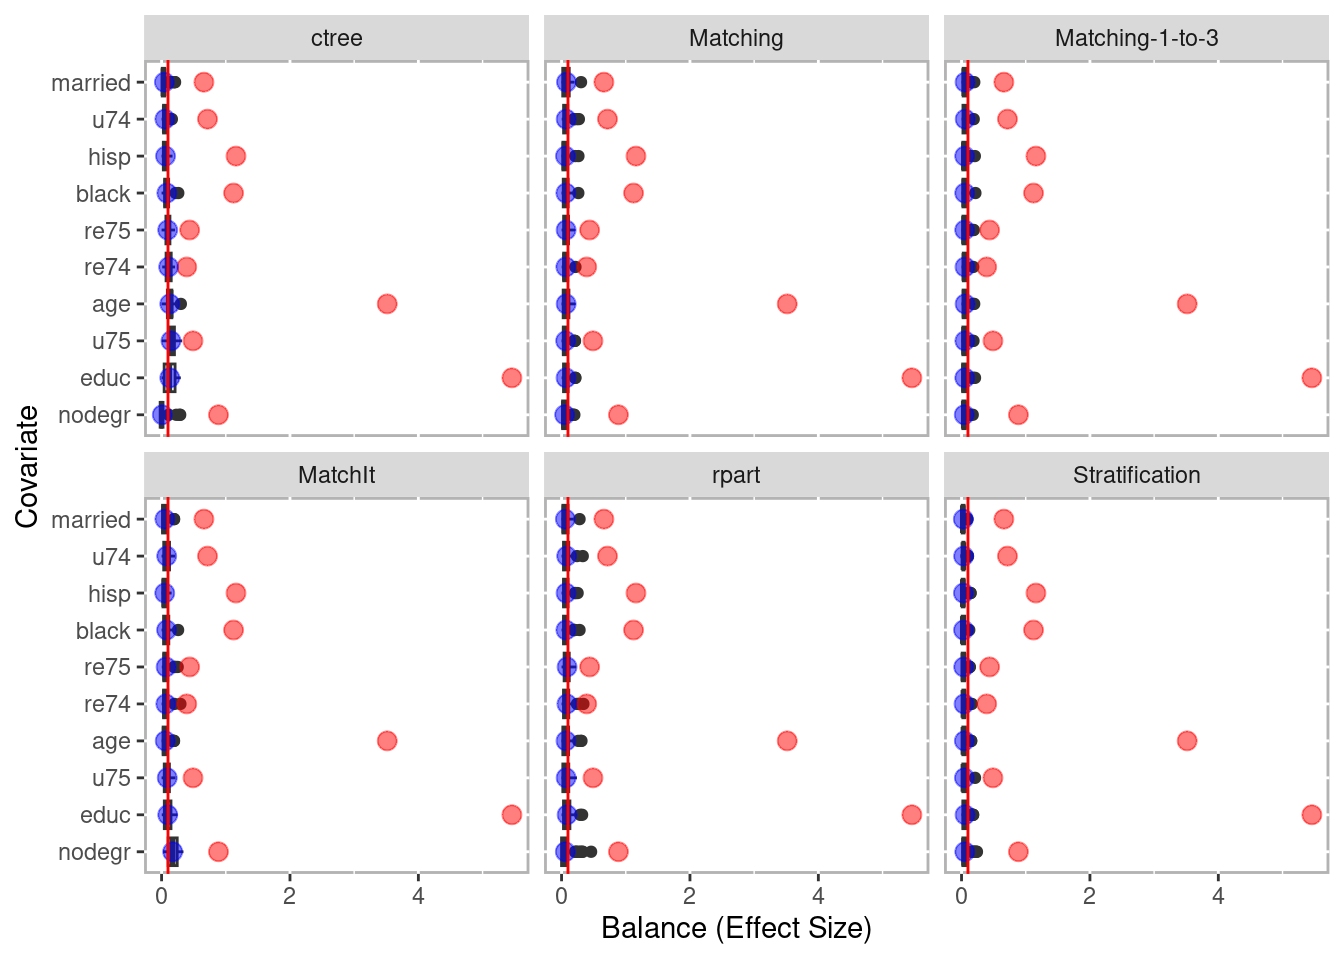 ctree Matching Matching-1-to-3
married
u74
hisp
black
re75
re74
age
u75
educ
nodegr
MatchIt rpart Stratification
married
u74
hisp
black
re75
re74
age
u75
educ
nodegr
0 2 4 0 2 4 0 2 4
Balance (Effect Size)
Covariate